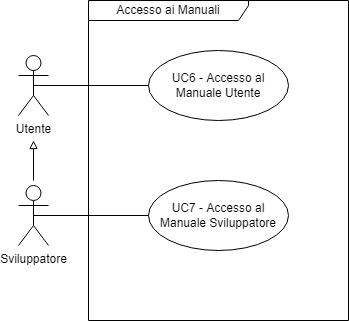 Accesso ai Manuali
UC6 - Accesso al
Manuale Utente
Utente
UC7 - Accesso al
Manuale Sviluppatore
Sviluppatore